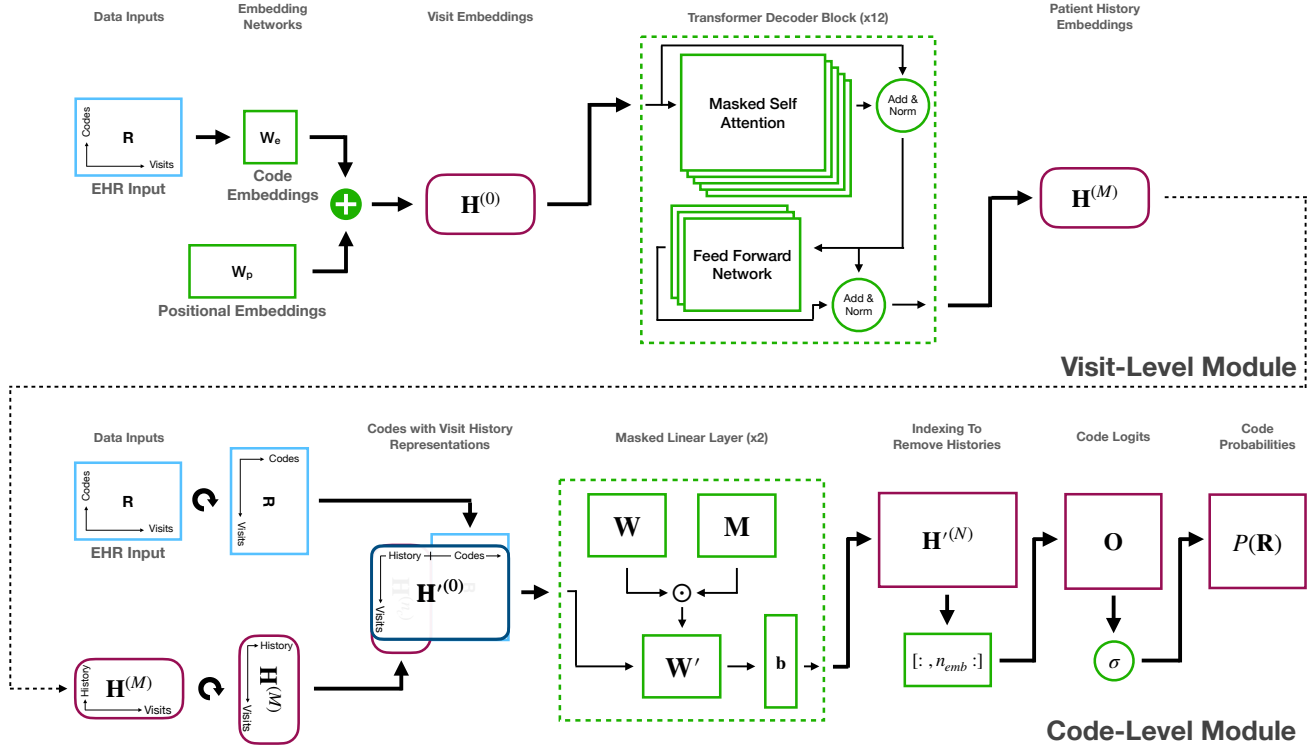 Data Inputs
Embedding
Networks
Visit Embeddings
Transformer Decoder Block (x12)
Patient History
Embeddings
Codes
R
Visits
EHR Input
W_e
Code
Embeddings
W_p
Positional Embeddings
H^(0)
Masked Self
Attention
Add &
Norm
Feed Forward
Network
Add &
Norm
H^(M)
Visit-Level Module
Data Inputs
Codes with Visit History
Representations
Masked Linear Layer (x2)
Indexing To
Remove Histories
Code Logits
Code
Probabilities
Codes
R
Visits
EHR Input
Codes
R
Visits
History
Codes
H'^(0)
Visits
W
M
⊙
W'
b
H'^(N)
[: , n_emb :]
O
σ
P(R)
History
H^(M)
Visits
History
H^(M)
Visits
Code-Level Module